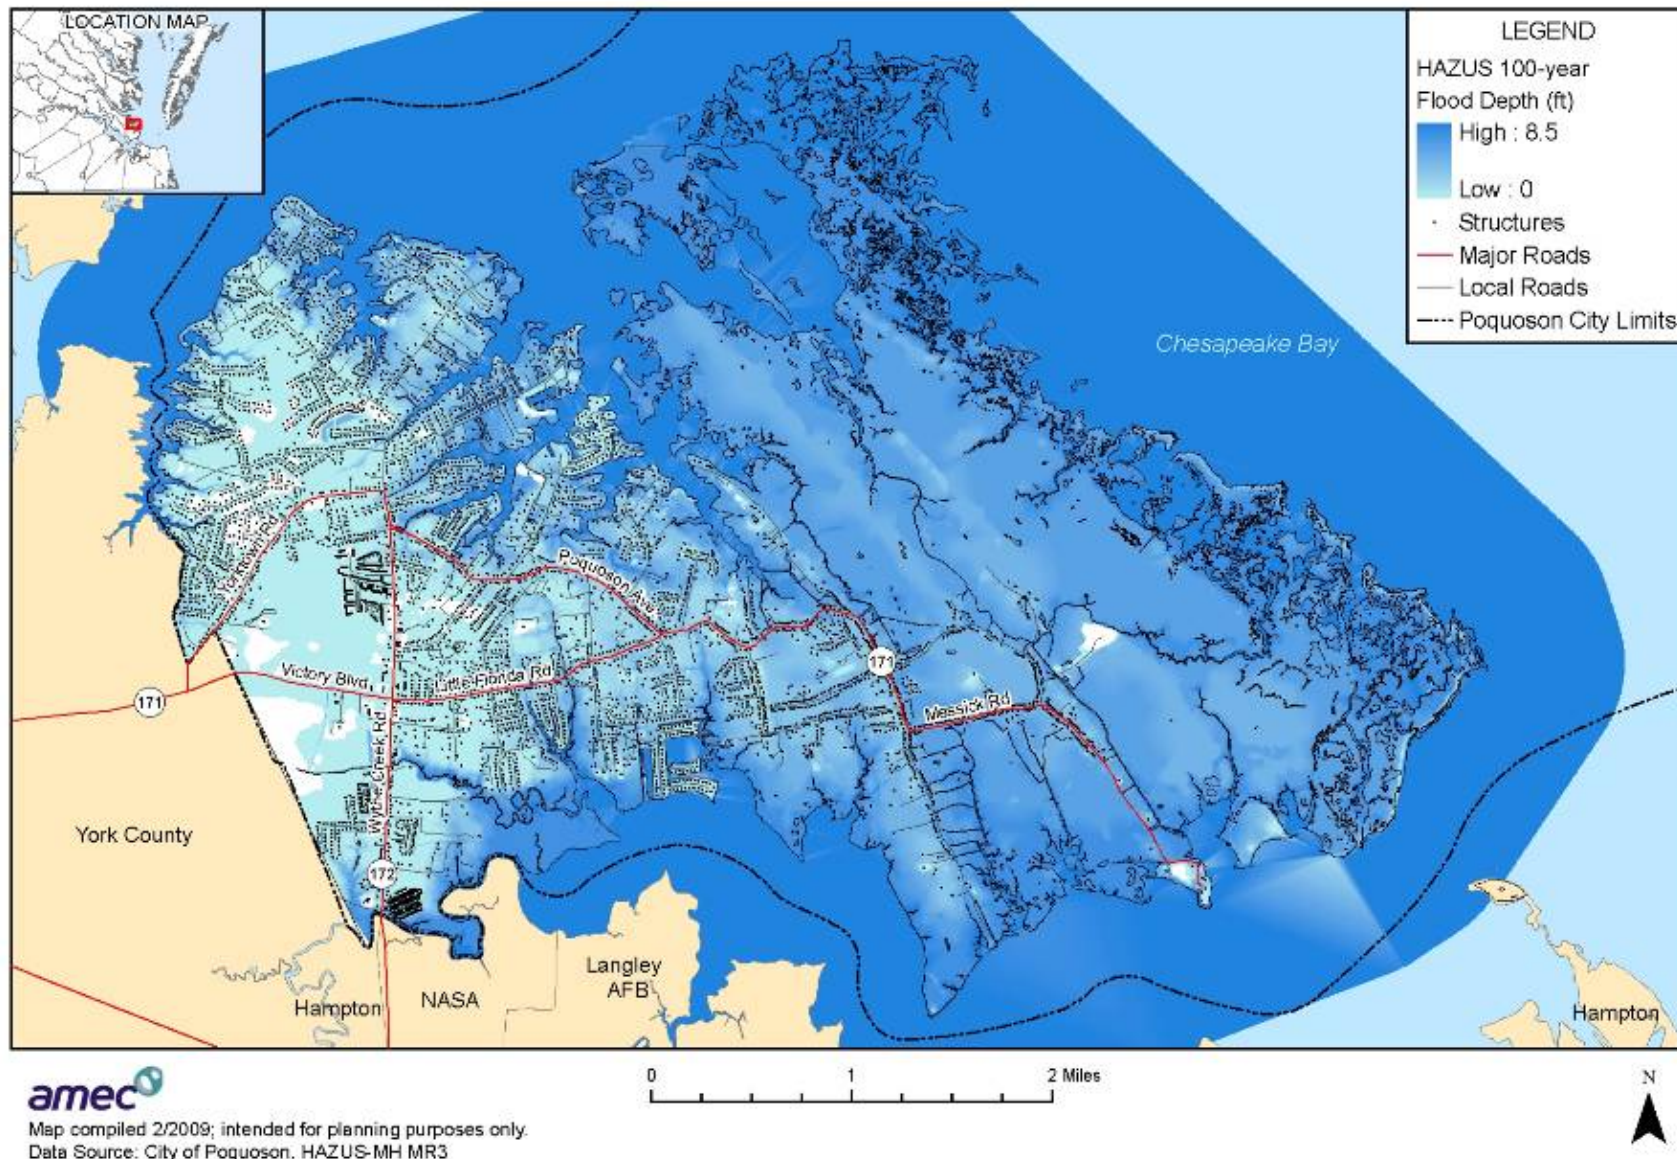 LOCATION MAP
LEGEND
HAZUS 100-year
Flood Depth (ft)
High : 8.5
Low : 0
Structures
Major Roads
Local Roads
Poquoson City Limits
Chesapeake Bay
Yorktown Rd
Poquoson Ave
Victory Blvd
Little Florida Rd
171
171
Messick Rd
Wythe Creek Rd
York County
172
Langley
AFB
Hampton
NASA
Hampton
amec
0 1 2 Miles
N
Map compiled 2/2009; intended for planning purposes only.
Data Source: City of Poquoson, HAZUS-MH MR3